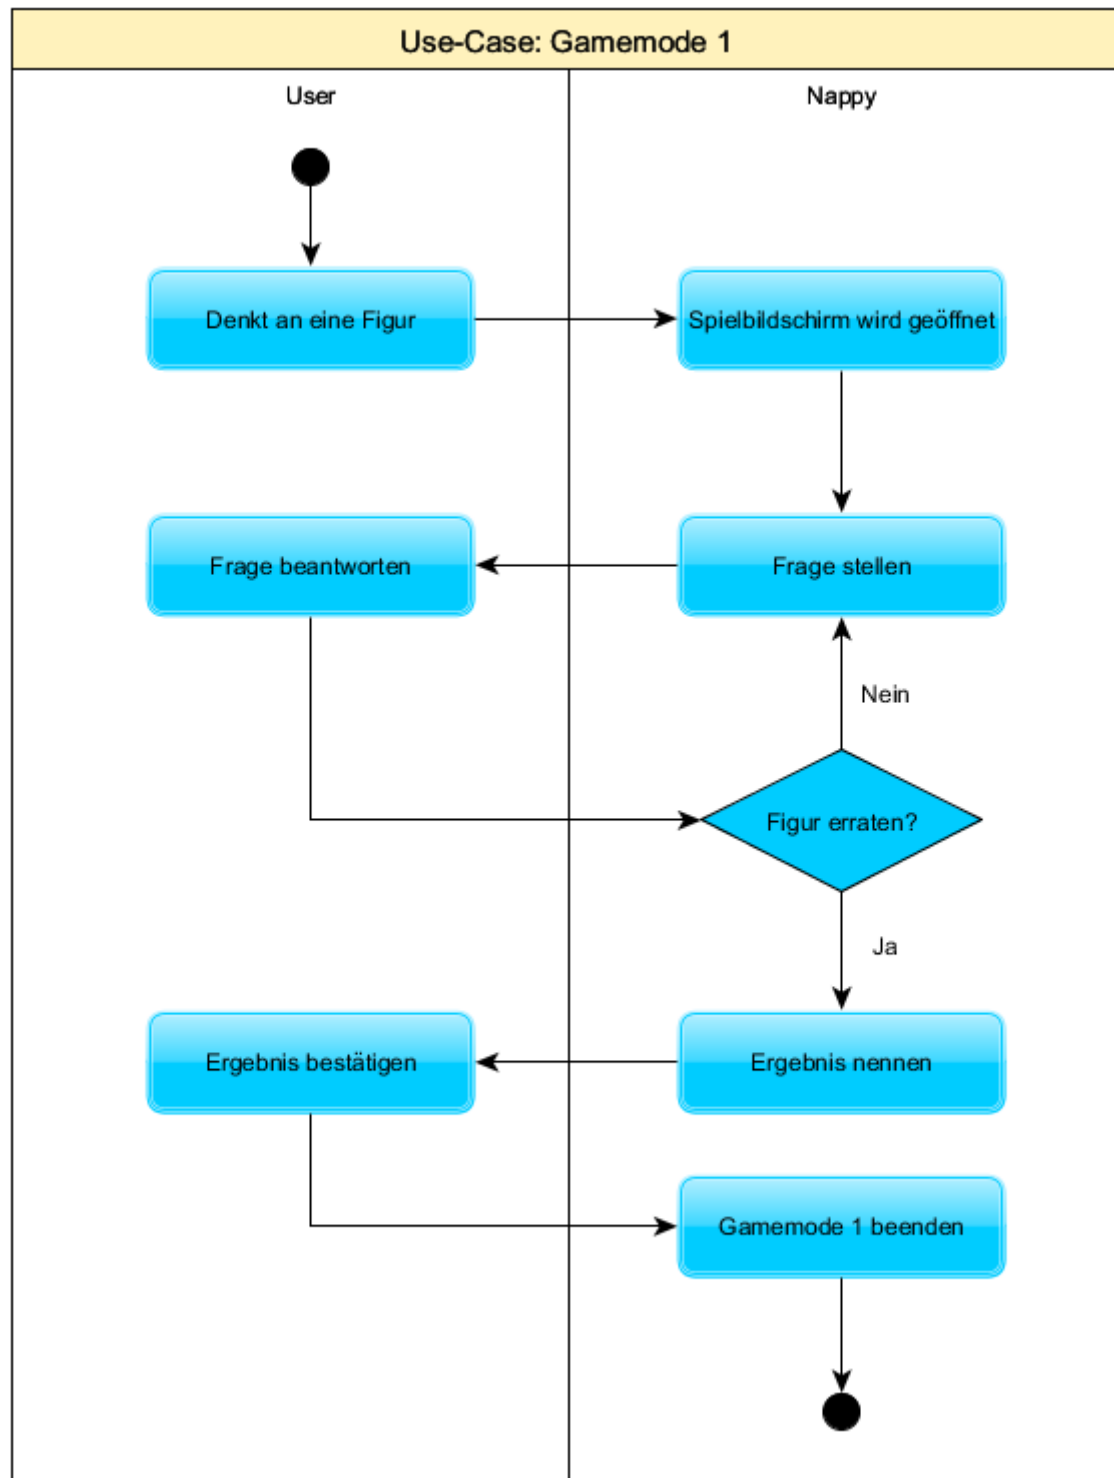 Use-Case: Gamemode 1
User
Nappy
Denkt an eine Figur
Spielbildschirm wird geöffnet
Frage beantworten
Frage stellen
Nein
Figur erraten?
Ja
Ergebnis bestätigen
Ergebnis nennen
Gamemode 1 beenden